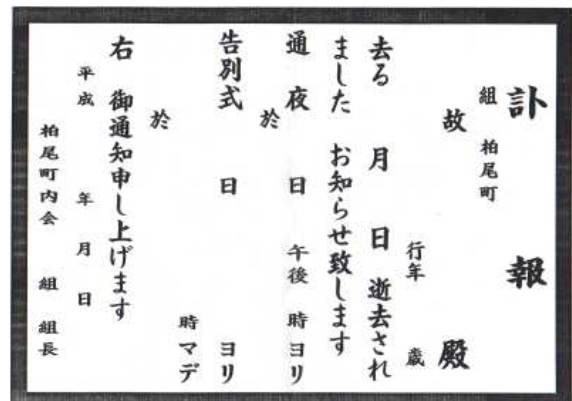 訃報
組　柏尾町
故　殿
行年　歳
去る　月　日　逝去され
ました　お知らせ致します
通夜　日　午後　時ヨリ
於
告別式　日　ヨリ
時マデ
於
右　御通知申し上げます
平成　年　月　日
柏尾町内会　組　組長